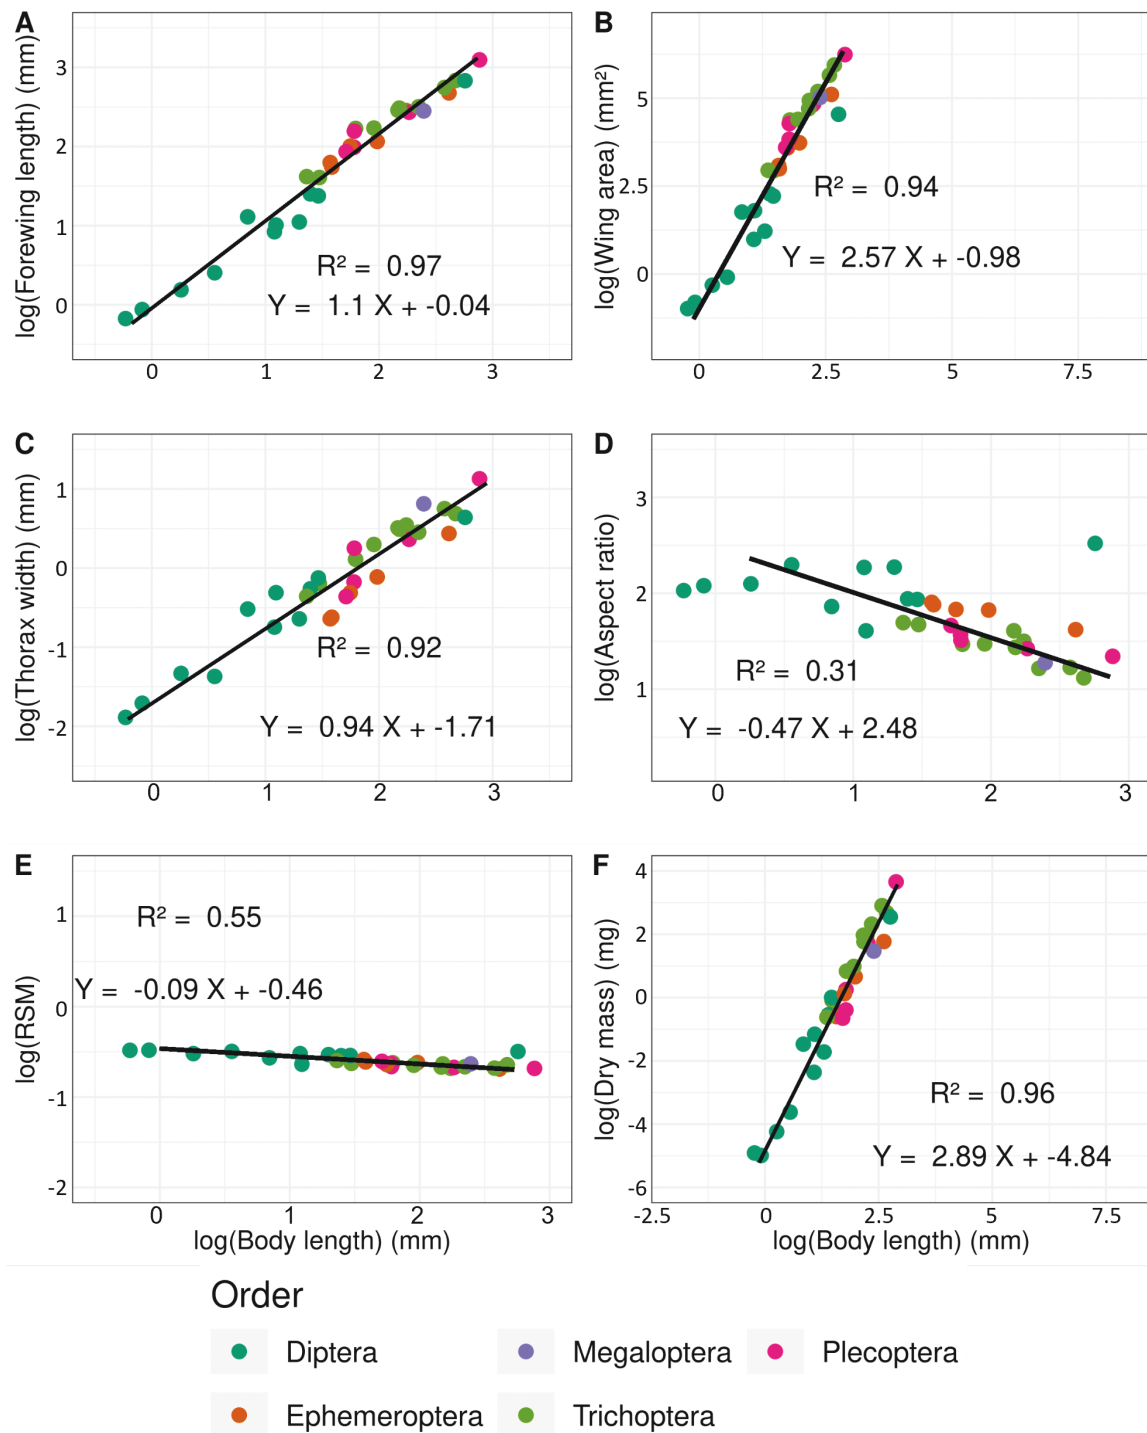 A
log(Forewing length) (mm)
3
2
1
0
R² = 0.97
Y = 1.1 X + -0.04
0 1 2 3
B
log(Wing area) (mm²)
5
2.5
0
R² = 0.94
Y = 2.57 X + -0.98
0 2.5 5 7.5
C
log(Thorax width) (mm)
1
0
-1
-2
R² = 0.92
Y = 0.94 X + -1.71
0 1 2 3
D
log(Aspect ratio)
3
2
1
R² = 0.31
Y = -0.47 X + 2.48
0 1 2 3
E
log(RSM)
1
0
-1
-2
R² = 0.55
Y = -0.09 X + -0.46
0 1 2 3
log(Body length) (mm)
F
log(Dry mass) (mg)
4
2
0
-2
-4
-6
R² = 0.96
Y = 2.89 X + -4.84
-2.5 0 2.5 5 7.5
log(Body length) (mm)
Order
Diptera Megaloptera Plecoptera
Ephemeroptera Trichoptera